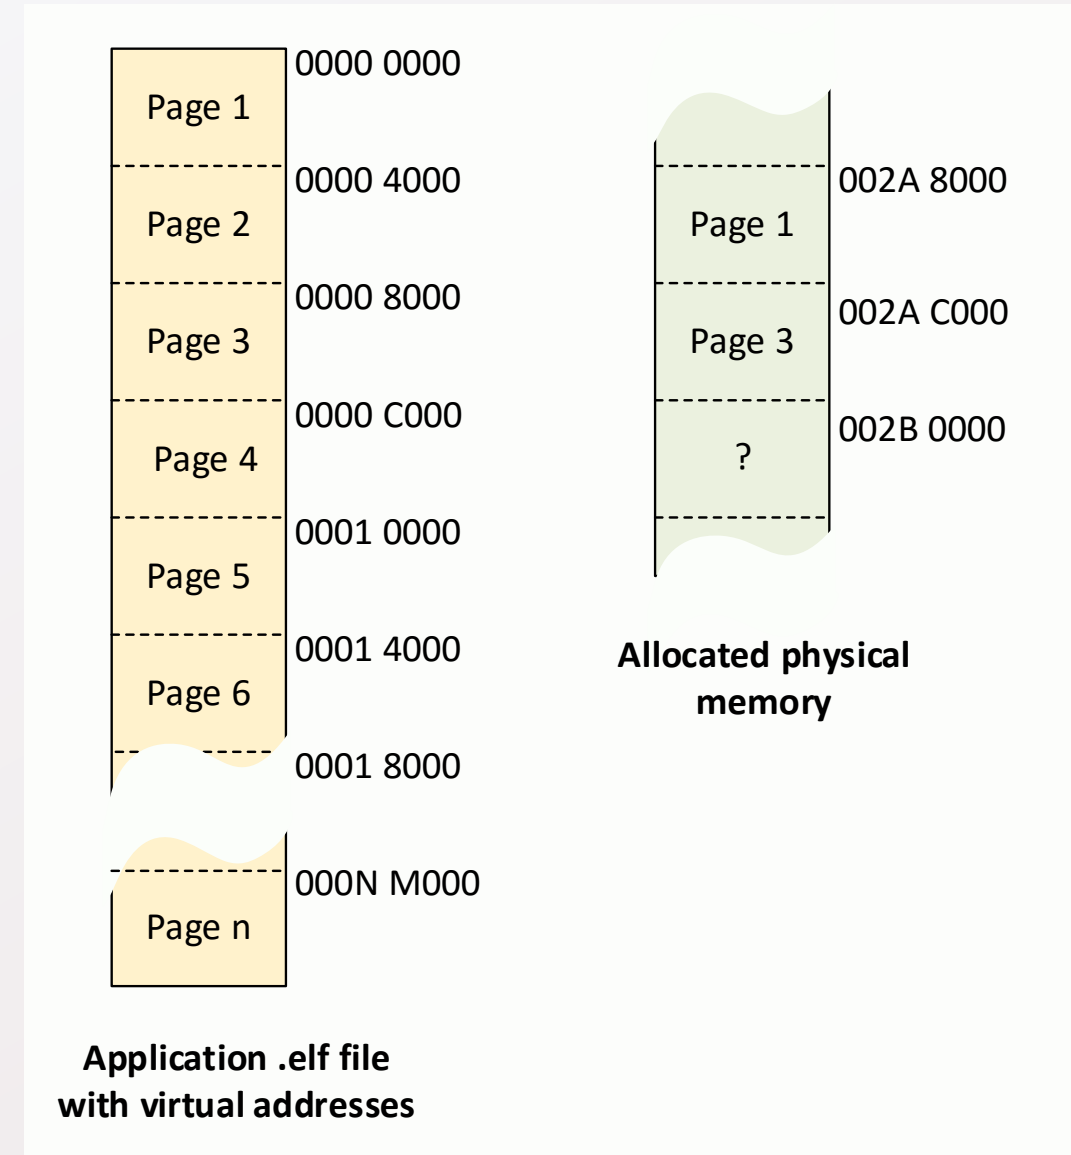 0000 0000
Page 1
0000 4000
Page 2
0000 8000
Page 3
0000 C000
Page 4
0001 0000
Page 5
0001 4000
Page 6
0001 8000
000N M000
Page n
Application .elf file
with virtual addresses
002A 8000
Page 1
002A C000
Page 3
002B 0000
?
Allocated physical
memory